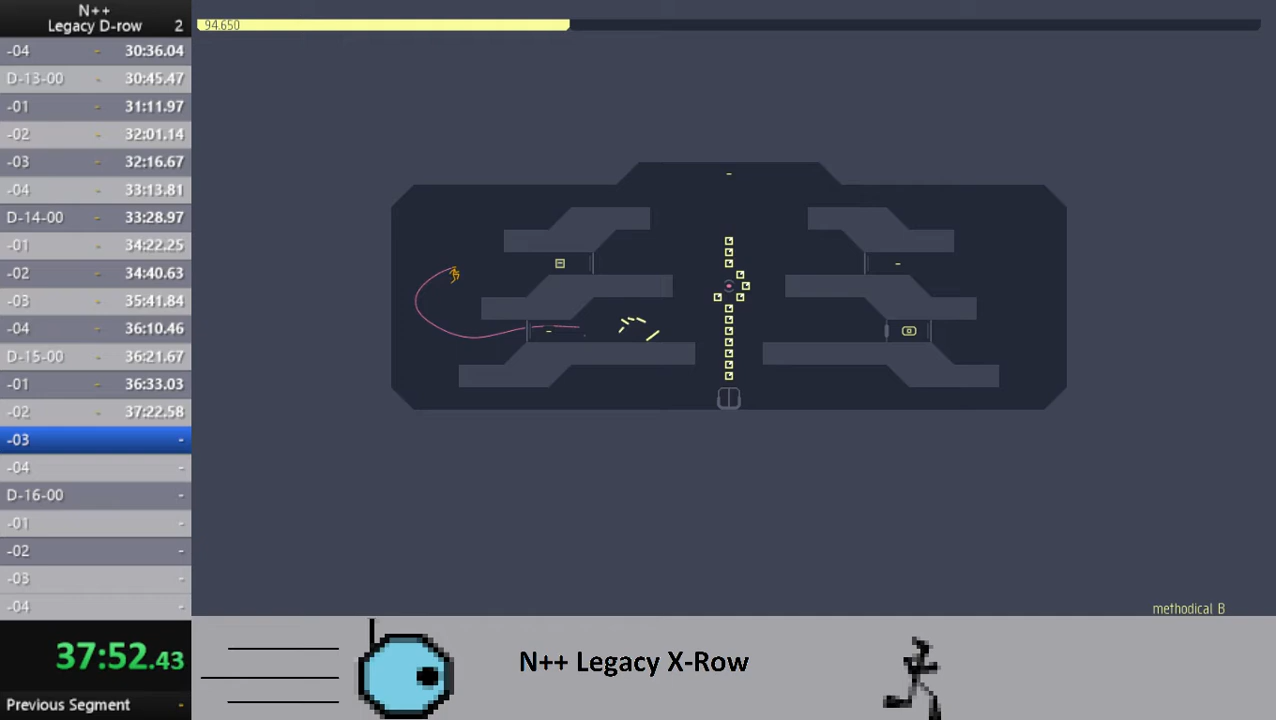 N++
Legacy D-row 2
-04 - 30:36.04
D-13-00 - 30:45.47
-01 - 31:11.97
-02 - 32:01.14
-03 - 32:16.67
-04 - 33:13.81
D-14-00 - 33:28.97
-01 - 34:22.25
-02 - 34:40.63
-03 - 35:41.84
-04 - 36:10.46
D-15-00 - 36:21.67
-01 - 36:33.03
-02 - 37:22.58
-03 -
-04 -
D-16-00 -
-01 -
-02 -
-03 -
-04 -
37:52.43
Previous Segment -
94.650
methodical B
N++ Legacy X-Row